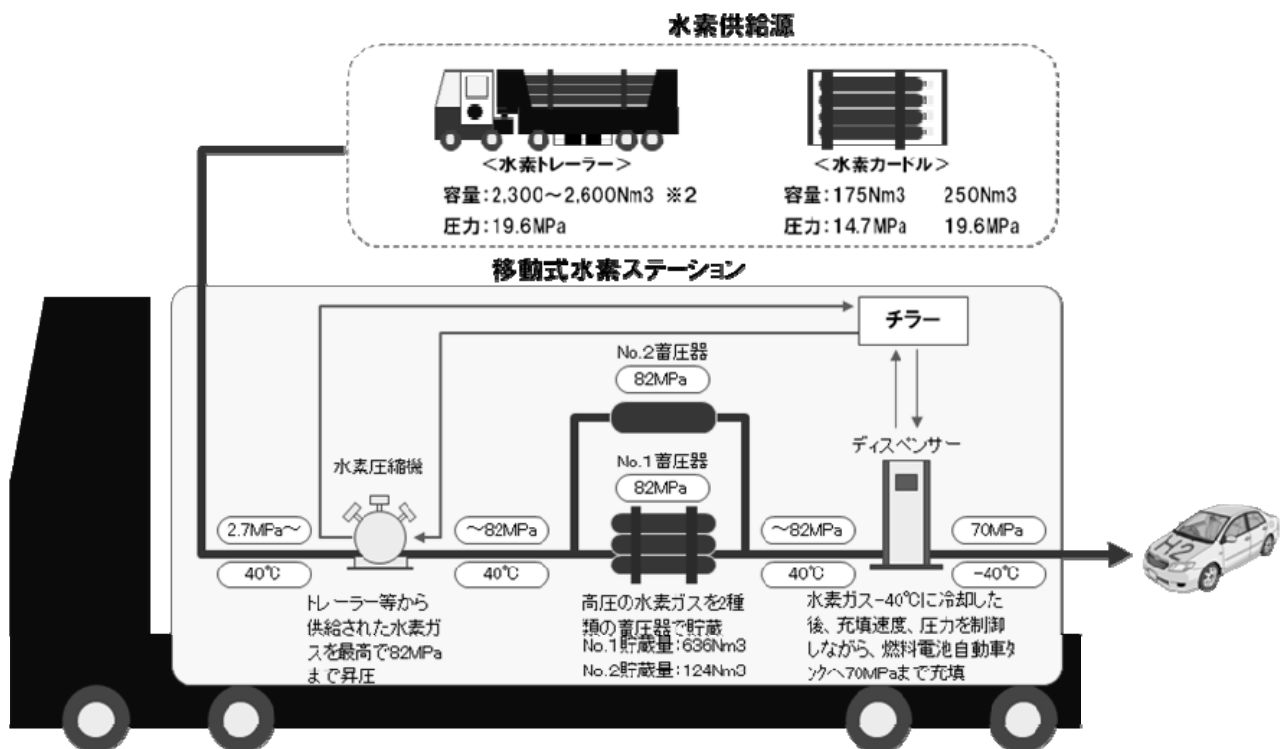 水素供給源
<水素トレーラー>
容量:2,300~2,600Nm3 ※2
圧力:19.6MPa
<水素カードル>
容量:175Nm3 250Nm3
圧力:14.7MPa 19.6MPa
移動式水素ステーション
チラー
No.2蓄圧器
82MPa
No.1蓄圧器
82MPa
水素圧縮機
ディスペンサー
2.7MPa~
40℃
~82MPa
40℃
~82MPa
40℃
70MPa
-40℃
トレーラー等から
供給された水素ガ
スを最高で82MPa
まで昇圧
高圧の水素ガスを2種
類の蓄圧器で貯蔵
No.1貯蔵量:636Nm3
No.2貯蔵量:124Nm3
水素ガス-40℃に冷却した
後、充填速度、圧力を制御
しながら、燃料電池自動車タ
ンクへ70MPaまで充填
H2